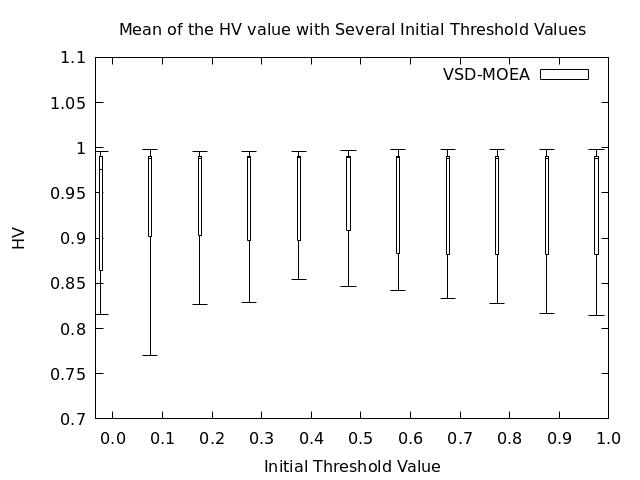 Mean of the HV value with Several Initial Threshold Values
VSD-MOEA
HV
1.1
1.05
1
0.95
0.9
0.85
0.8
0.75
0.7
0.0 0.1 0.2 0.3 0.4 0.5 0.6 0.7 0.8 0.9 1.0
Initial Threshold Value